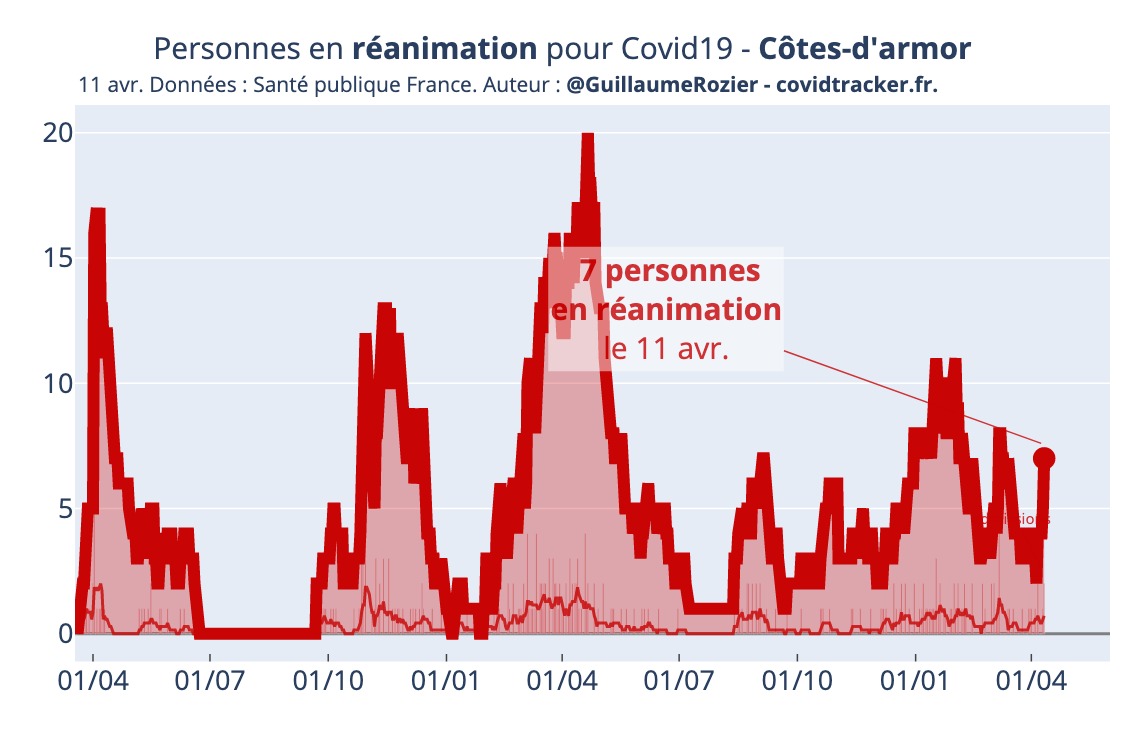 Personnes en réanimation pour Covid19 - Côtes-d'armor
11 avr. Données : Santé publique France. Auteur : @GuillaumeRozier - covidtracker.fr.
20
15
10
5
0
7 personnes
en réanimation
le 11 avr.
01/04
01/07
01/10
01/01
01/04
01/07
01/10
01/01
01/04